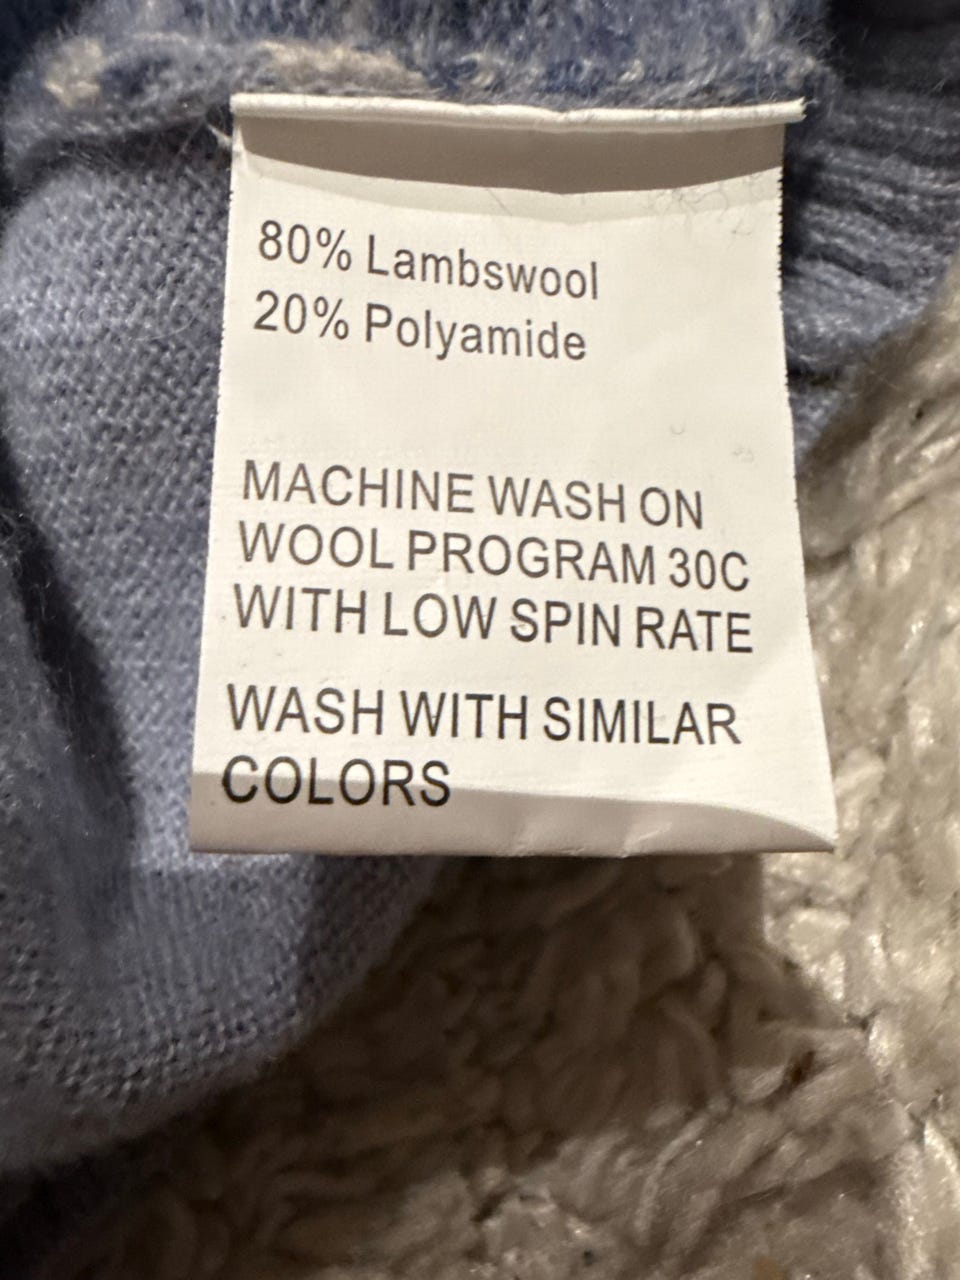 80% Lambswool
20% Polyamide
MACHINE WASH ON
WOOL PROGRAM 30C
WITH LOW SPIN RATE
WASH WITH SIMILAR
COLORS